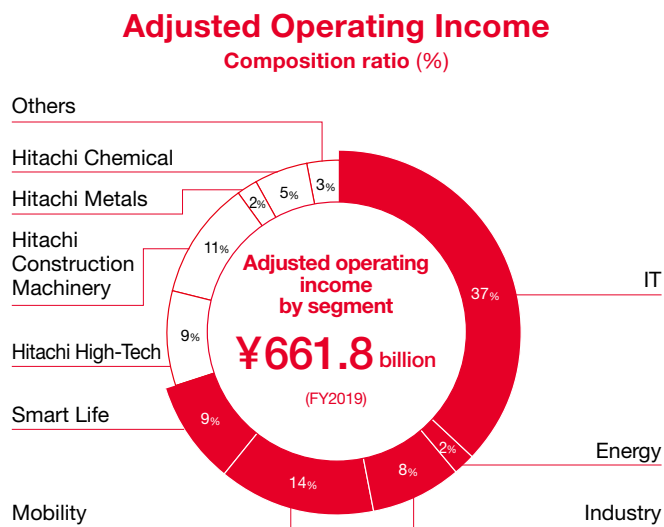 Adjusted Operating Income
Composition ratio (%)
Others
Hitachi Chemical
Hitachi Metals
Hitachi
Construction
Machinery
Hitachi High-Tech
Smart Life
Mobility
IT
Energy
Industry
3%
5%
2%
11%
9%
9%
14%
8%
2%
37%
Adjusted operating
income
by segment
¥661.8 billion
(FY2019)